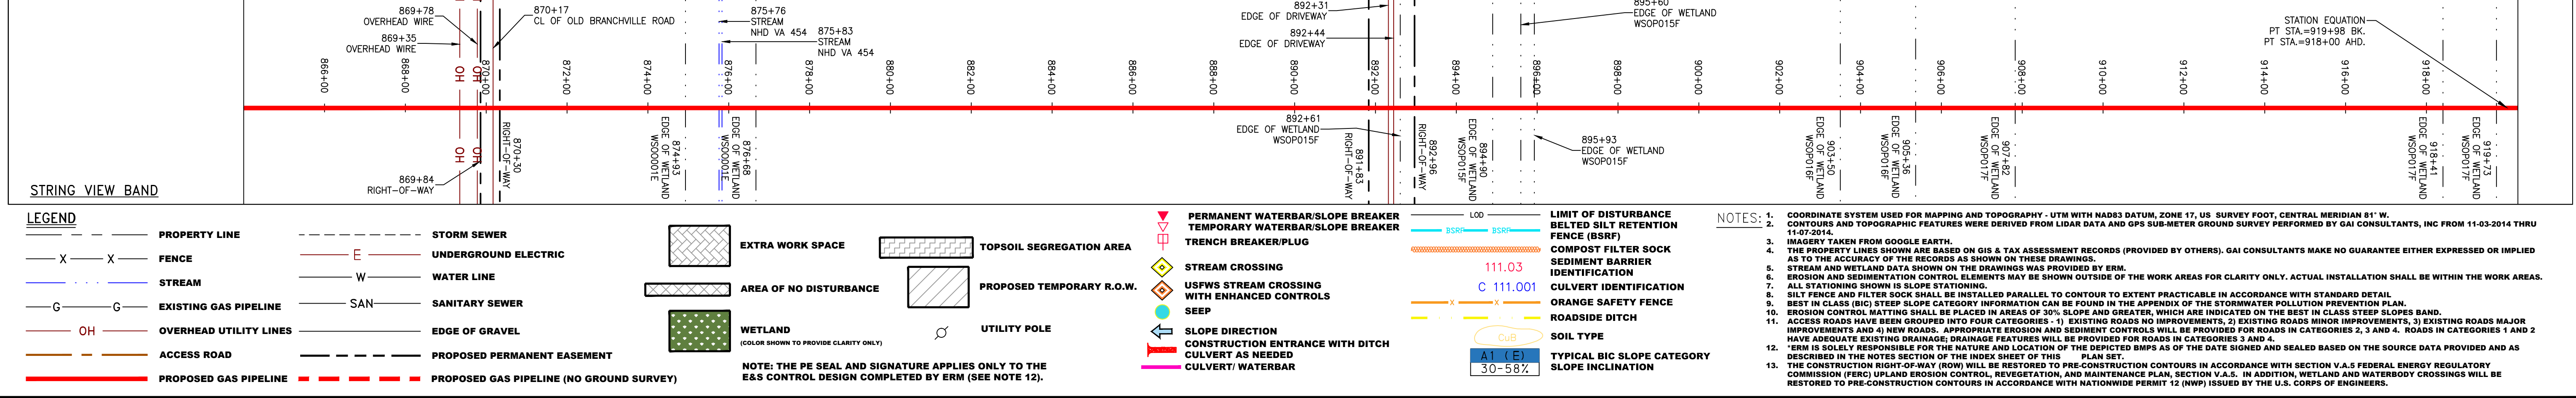 869+78
OVERHEAD WIRE
870+17
CL OF OLD BRANCHVILLE ROAD
869+35
OVERHEAD WIRE
875+76
STREAM
NHD VA 454
875+83
STREAM
NHD VA 454
892+31
EDGE OF DRIVEWAY
892+44
EDGE OF DRIVEWAY
895+60
EDGE OF WETLAND
WSOP015F
STATION EQUATION
PT STA.=919+98 BK.
PT STA.=918+00 AHD.
866+00
868+00
OH
OH
870+00
872+00
874+00
876+00
878+00
880+00
882+00
884+00
886+00
888+00
890+00
892+00
894+00
896+00
898+00
900+00
902+00
904+00
906+00
908+00
910+00
912+00
914+00
916+00
918+00
OH
OH
869+84
RIGHT-OF-WAY
870+30
RIGHT-OF-WAY
874+93
EDGE OF WETLAND
WSOO001E
876+68
EDGE OF WETLAND
WSOO001E
892+61
EDGE OF WETLAND
WSOP015F
891+83
RIGHT-OF-WAY
892+96
RIGHT-OF-WAY
894+90
EDGE OF WETLAND
WSOP015F
895+93
EDGE OF WETLAND
WSOP015F
903+50
EDGE OF WETLAND
WSOP016F
905+36
EDGE OF WETLAND
WSOP016F
907+82
EDGE OF WETLAND
WSOP017F
918+41
EDGE OF WETLAND
WSOP017F
919+73
EDGE OF WETLAND
WSOP017F
STRING VIEW BAND
LEGEND
PROPERTY LINE
X X FENCE
STREAM
G G EXISTING GAS PIPELINE
OH OVERHEAD UTILITY LINES
ACCESS ROAD
PROPOSED GAS PIPELINE
STORM SEWER
E UNDERGROUND ELECTRIC
W WATER LINE
SAN SANITARY SEWER
EDGE OF GRAVEL
PROPOSED PERMANENT EASEMENT
PROPOSED GAS PIPELINE (NO GROUND SURVEY)
EXTRA WORK SPACE
AREA OF NO DISTURBANCE
WETLAND
(COLOR SHOWN TO PROVIDE CLARITY ONLY)
TOPSOIL SEGREGATION AREA
PROPOSED TEMPORARY R.O.W.
UTILITY POLE
NOTE: THE PE SEAL AND SIGNATURE APPLIES ONLY TO THE
E&S CONTROL DESIGN COMPLETED BY ERM (SEE NOTE 12).
PERMANENT WATERBAR/SLOPE BREAKER
TEMPORARY WATERBAR/SLOPE BREAKER
TRENCH BREAKER/PLUG
STREAM CROSSING
USFWS STREAM CROSSING
WITH ENHANCED CONTROLS
SEEP
SLOPE DIRECTION
CONSTRUCTION ENTRANCE WITH DITCH
CULVERT AS NEEDED
CULVERT/ WATERBAR
LOD LIMIT OF DISTURBANCE
BSRF BSRF BELTED SILT RETENTION
FENCE (BSRF)
COMPOST FILTER SOCK
111.03 SEDIMENT BARRIER
IDENTIFICATION
C 111.001 CULVERT IDENTIFICATION
X X ORANGE SAFETY FENCE
ROADSIDE DITCH
CuB SOIL TYPE
A1 (E) TYPICAL BIC SLOPE CATEGORY
30-58% SLOPE INCLINATION
NOTES:
1. COORDINATE SYSTEM USED FOR MAPPING AND TOPOGRAPHY - UTM WITH NAD83 DATUM, ZONE 17, US SURVEY FOOT, CENTRAL MERIDIAN 81° W.
2. CONTOURS AND TOPOGRAPHIC FEATURES WERE DERIVED FROM LIDAR DATA AND GPS SUB-METER GROUND SURVEY PERFORMED BY GAI CONSULTANTS, INC FROM 11-03-2014 THRU
11-07-2014.
3. IMAGERY TAKEN FROM GOOGLE EARTH.
4. THE PROPERTY LINES SHOWN ARE BASED ON GIS & TAX ASSESSMENT RECORDS (PROVIDED BY OTHERS). GAI CONSULTANTS MAKE NO GUARANTEE EITHER EXPRESSED OR IMPLIED
AS TO THE ACCURACY OF THE RECORDS AS SHOWN ON THESE DRAWINGS.
5. STREAM AND WETLAND DATA SHOWN ON THE DRAWINGS WAS PROVIDED BY ERM.
6. EROSION AND SEDIMENTATION CONTROL ELEMENTS MAY BE SHOWN OUTSIDE OF THE WORK AREAS FOR CLARITY ONLY. ACTUAL INSTALLATION SHALL BE WITHIN THE WORK AREAS.
7. ALL STATIONING SHOWN IS SLOPE STATIONING.
8. SILT FENCE AND FILTER SOCK SHALL BE INSTALLED PARALLEL TO CONTOUR TO EXTENT PRACTICABLE IN ACCORDANCE WITH STANDARD DETAIL
9. BEST IN CLASS (BIC) STEEP SLOPE CATEGORY INFORMATION CAN BE FOUND IN THE APPENDIX OF THE STORMWATER POLLUTION PREVENTION PLAN.
10. EROSION CONTROL MATTING SHALL BE PLACED IN AREAS OF 30% SLOPE AND GREATER, WHICH ARE INDICATED ON THE BEST IN CLASS STEEP SLOPES BAND.
11. ACCESS ROADS HAVE BEEN GROUPED INTO FOUR CATEGORIES - 1) EXISTING ROADS NO IMPROVEMENTS, 2) EXISTING ROADS MINOR IMPROVEMENTS, 3) EXISTING ROADS MAJOR
IMPROVEMENTS AND 4) NEW ROADS. APPROPRIATE EROSION AND SEDIMENT CONTROLS WILL BE PROVIDED FOR ROADS IN CATEGORIES 2, 3 AND 4. ROADS IN CATEGORIES 1 AND 2
HAVE ADEQUATE EXISTING DRAINAGE; DRAINAGE FEATURES WILL BE PROVIDED FOR ROADS IN CATEGORIES 3 AND 4.
12. *ERM IS SOLELY RESPONSIBLE FOR THE NATURE AND LOCATION OF THE DEPICTED BMPS AS OF THE DATE SIGNED AND SEALED BASED ON THE SOURCE DATA PROVIDED AND AS
DESCRIBED IN THE NOTES SECTION OF THE INDEX SHEET OF THIS PLAN SET.
13. THE CONSTRUCTION RIGHT-OF-WAY (ROW) WILL BE RESTORED TO PRE-CONSTRUCTION CONTOURS IN ACCORDANCE WITH SECTION V.A.5 FEDERAL ENERGY REGULATORY
COMMISSION (FERC) UPLAND EROSION CONTROL, REVEGETATION, AND MAINTENANCE PLAN, SECTION V.A.5. IN ADDITION, WETLAND AND WATERBODY CROSSINGS WILL BE
RESTORED TO PRE-CONSTRUCTION CONTOURS IN ACCORDANCE WITH NATIONWIDE PERMIT 12 (NWP) ISSUED BY THE U.S. CORPS OF ENGINEERS.